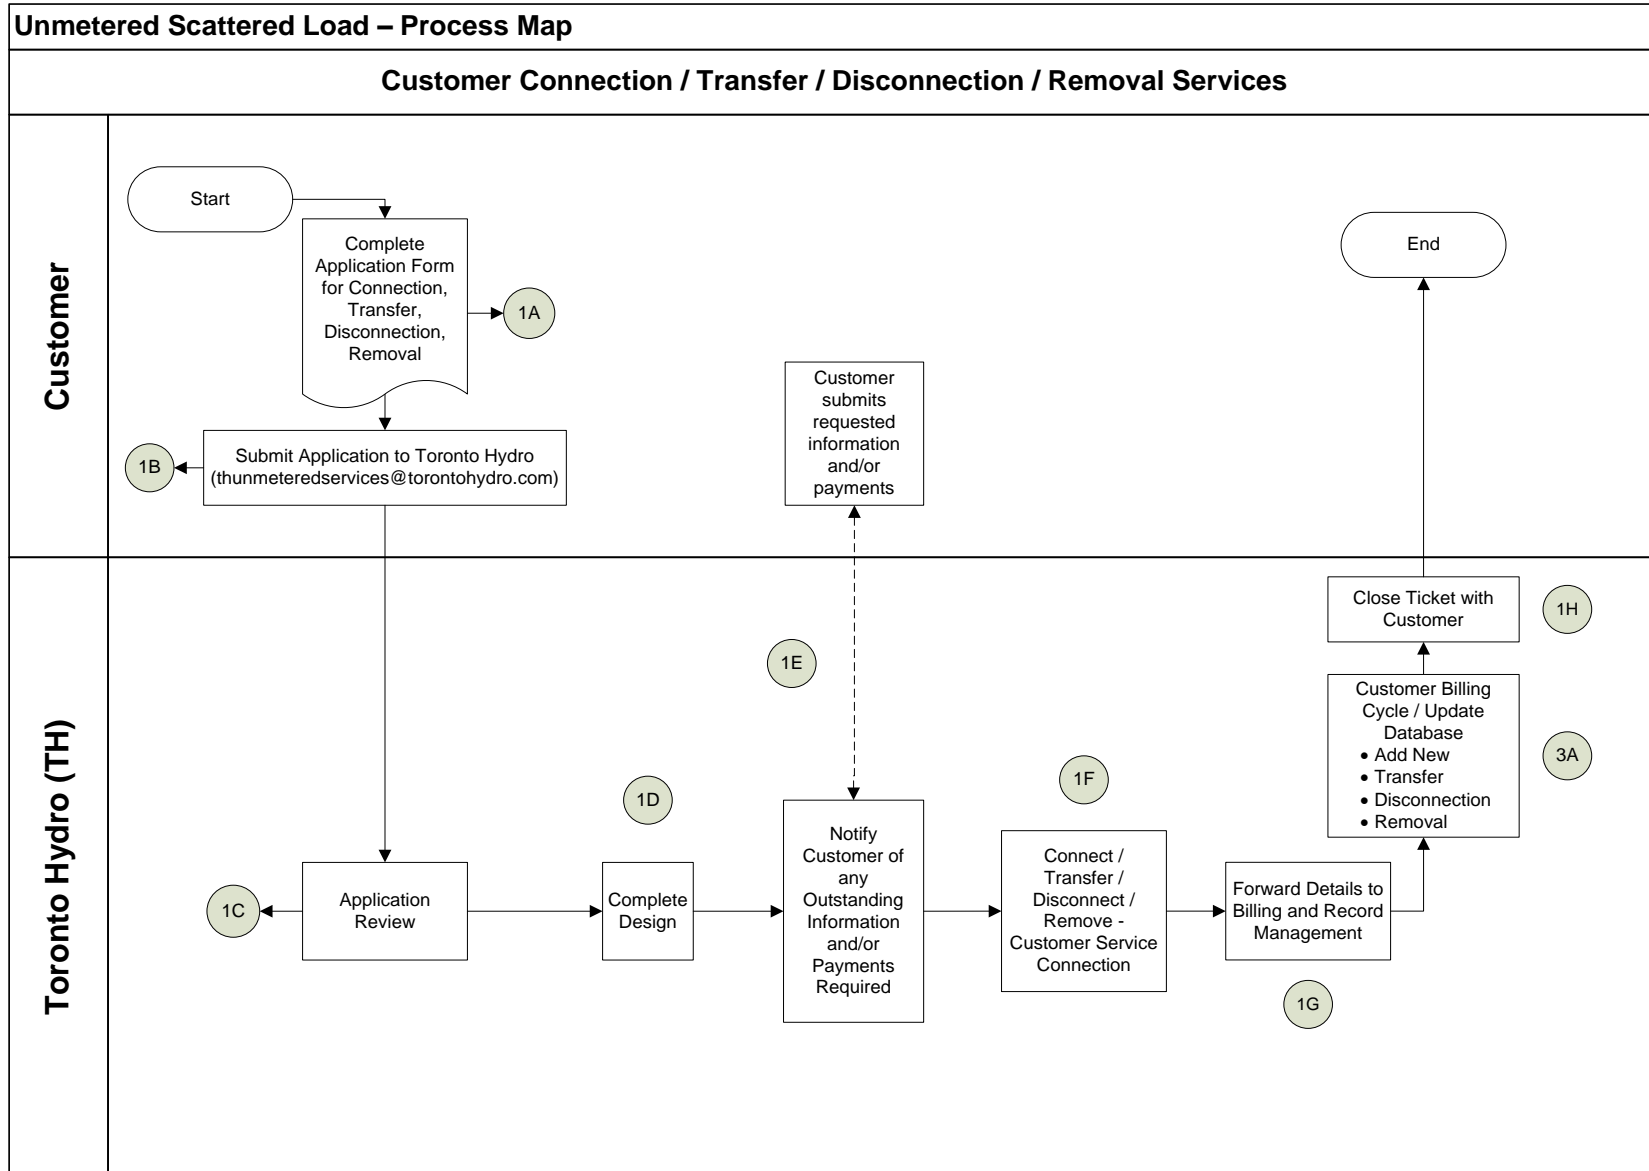 Unmetered Scattered Load – Process Map
Customer Connection / Transfer / Disconnection / Removal Services
Customer
Start
Complete
Application Form
for Connection,
Transfer,
Disconnection,
Removal
1A
1B
Submit Application to Toronto Hydro
(thunmeteredservices@torontohydro.com)
Customer
submits
requested
information
and/or
payments
End
Toronto Hydro (TH)
1C
Application
Review
1D
Complete
Design
1E
Notify
Customer of
any
Outstanding
Information
and/or
Payments
Required
1F
Connect /
Transfer /
Disconnect /
Remove -
Customer Service
Connection
Forward Details to
Billing and Record
Management
1G
Customer Billing
Cycle / Update
Database
• Add New
• Transfer
• Disconnection
• Removal
3A
Close Ticket with
Customer
1H